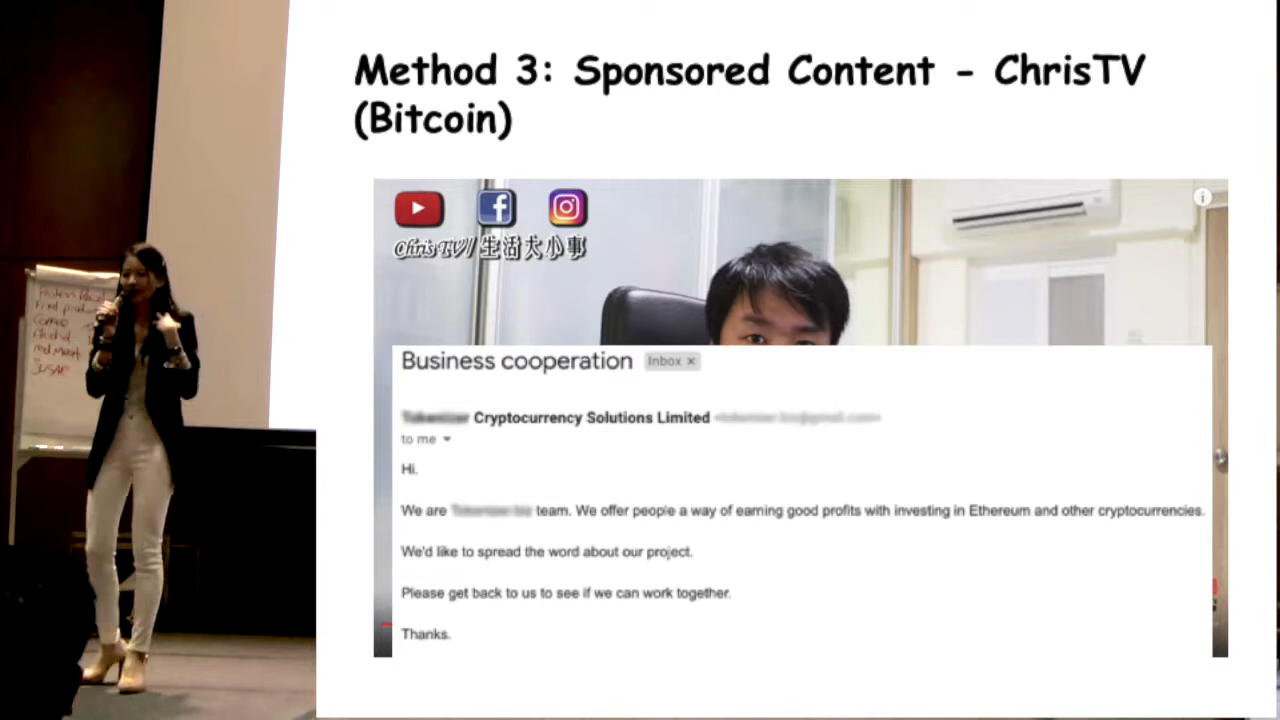 Method 3: Sponsored Content - ChrisTV
(Bitcoin)
Chris TV/ 生活大小事
Business cooperation Inbox ×
Cryptocurrency Solutions Limited
to me
Hi.
We are team. We offer people a way of earning good profits with investing in Ethereum and other cryptocurrencies.
We'd like to spread the word about our project.
Please get back to us to see if we can work together.
Thanks.